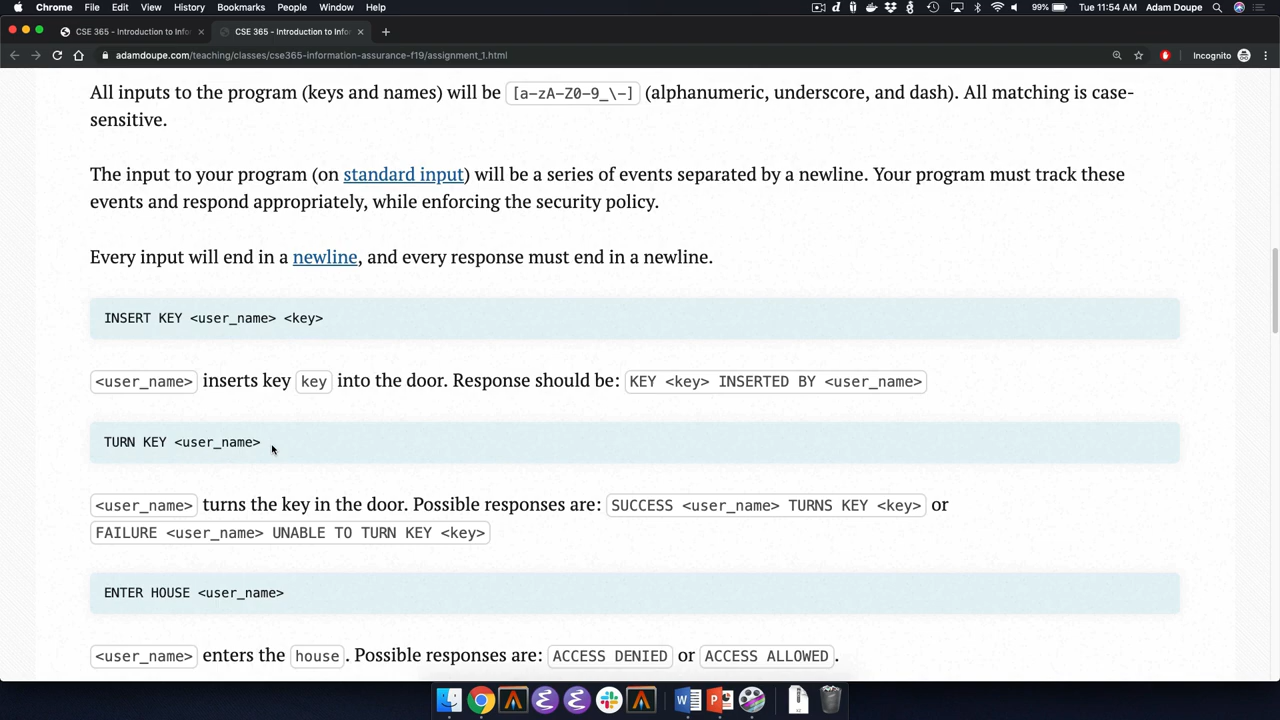 Chrome File Edit View History Bookmarks People Window Help 99% Tue 11:54 AM Adam Doupe
CSE 365 - Introduction to Infor CSE 365 - Introduction to Infor
adamdoupe.com/teaching/classes/cse365-information-assurance-f19/assignment_1.html Incognito
All inputs to the program (keys and names) will be [a-zA-Z0-9_\-] (alphanumeric, underscore, and dash). All matching is case-
sensitive.
The input to your program (on standard input) will be a series of events separated by a newline. Your program must track these
events and respond appropriately, while enforcing the security policy.
Every input will end in a newline, and every response must end in a newline.
INSERT KEY <user_name> <key>
<user_name> inserts key key into the door. Response should be: KEY <key> INSERTED BY <user_name>
TURN KEY <user_name>
<user_name> turns the key in the door. Possible responses are: SUCCESS <user_name> TURNS KEY <key> or
FAILURE <user_name> UNABLE TO TURN KEY <key>
ENTER HOUSE <user_name>
<user_name> enters the house. Possible responses are: ACCESS DENIED or ACCESS ALLOWED.